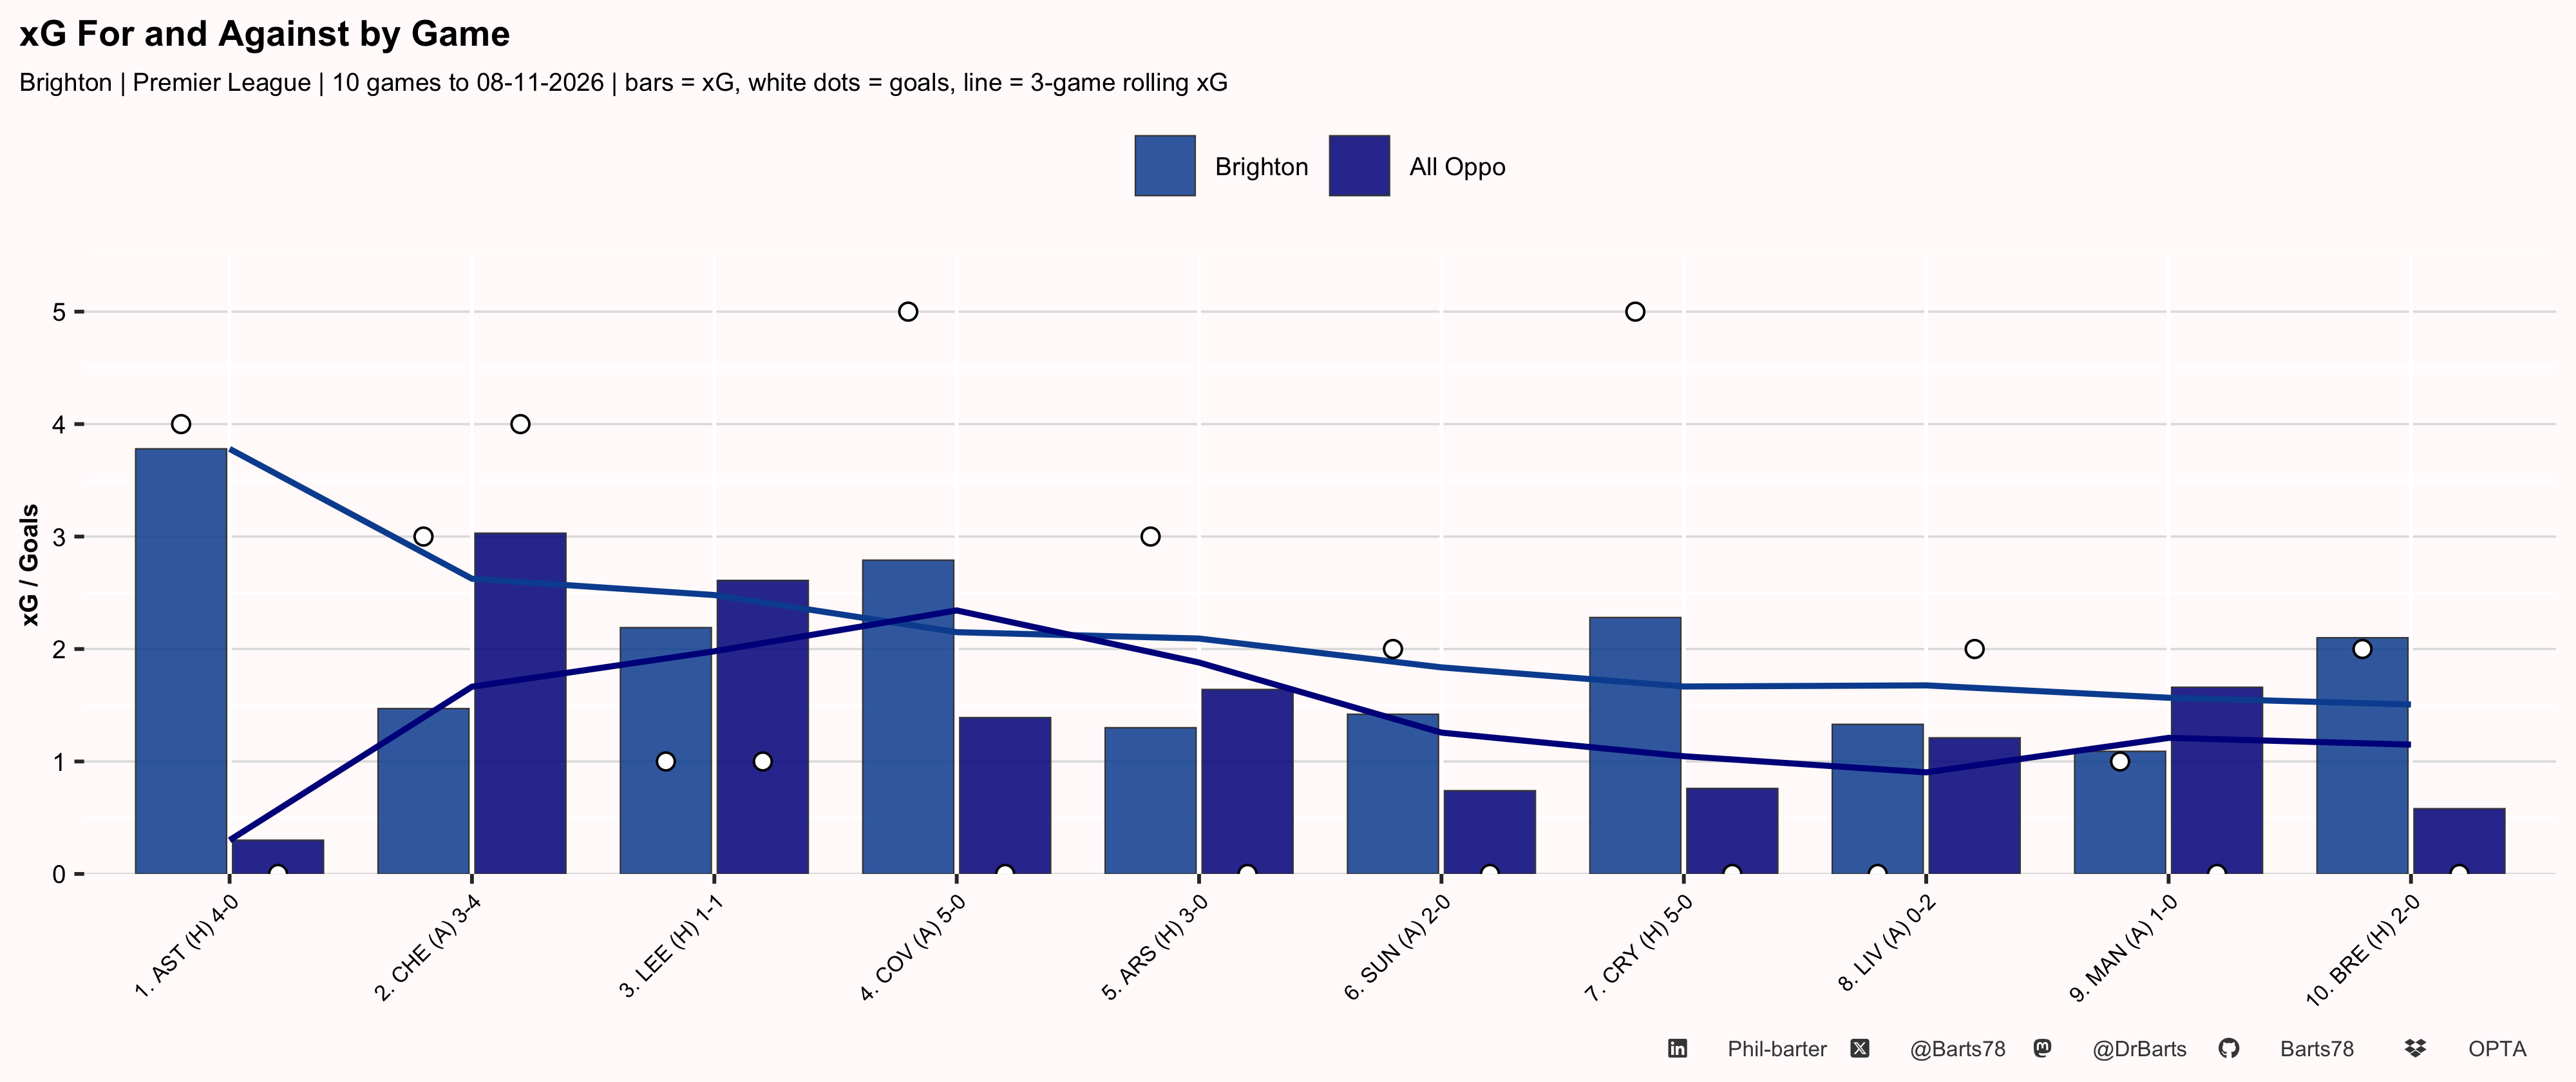 xG For and Against by Game
Brighton | Premier League | 10 games to 08-11-2026 | bars = xG, white dots = goals, line = 3-game rolling xG
Brighton
All Oppo
xG / Goals
5
4
3
2
1
0
1. AST (H) 4-0
2. CHE (A) 3-4
3. LEE (H) 1-1
4. COV (A) 5-0
5. ARS (H) 3-0
6. SUN (A) 2-0
7. CRY (H) 5-0
8. LIV (A) 0-2
9. MAN (A) 1-0
10. BRE (H) 2-0
Phil-barter @Barts78 @DrBarts Barts78 OPTA